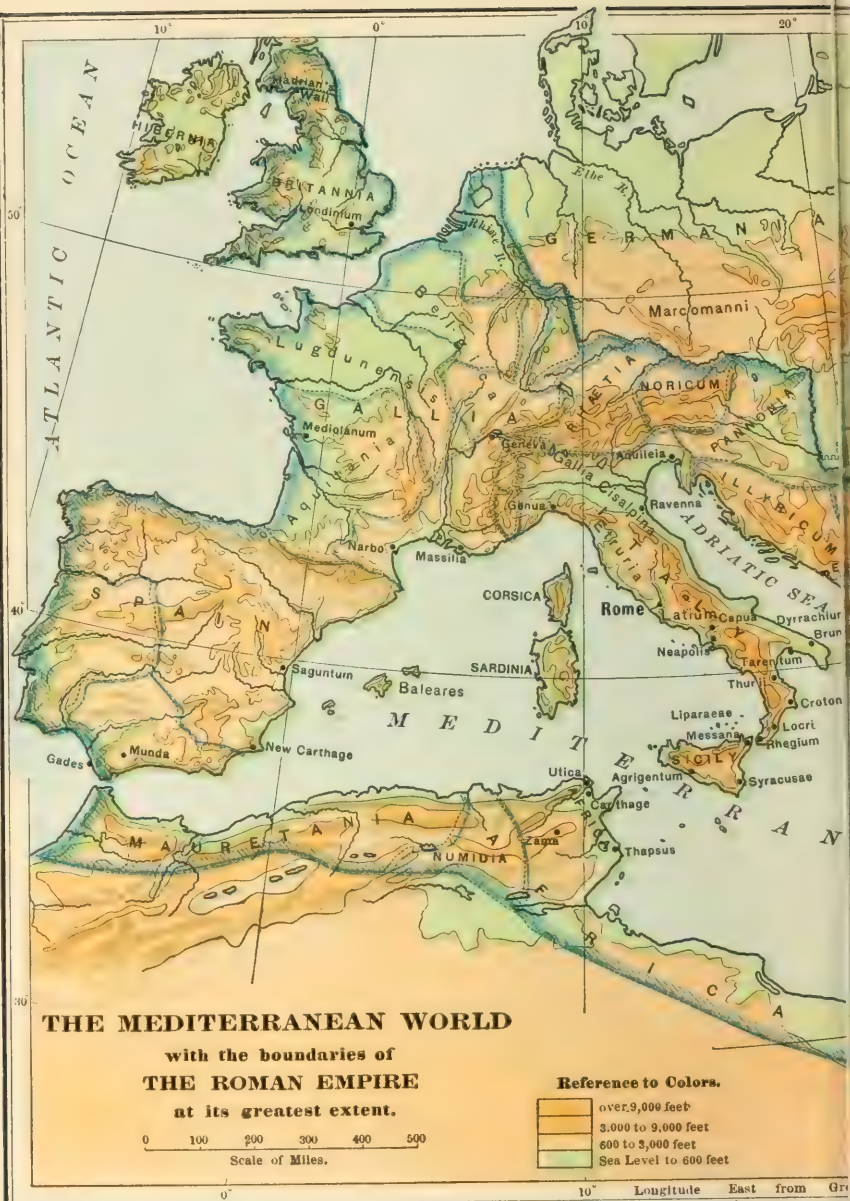 10°
0°
10°
20°
ATLANTIC OCEAN
HIBERNIA
Hadrian's
Wall
BRITANNIA
Londinium
50°
Elbe R.
Rhine R.
GERMANIA
Marcomanni
Belgica
Lugdunensis
GALLIA
Mediolanum
Aquitania
RHÆTIA
NORICUM
PANNONIA
Geneva
Aquileia
Gallia Cisalpina
ILLYRICUM
Genua
Ravenna
ADRIATIC SEA
Narbo
Massilia
Etruria
ITALY
CORSICA
Rome
Latium
Capua
Dyrrachiu
Brun
40°
SPAIN
Neapolis
Tarentum
SARDINIA
Thurii
Saguntum
Baleares
Croton
Liparaeae
Locri
MEDITERRAN
Messana
Rhegium
Munda
New Carthage
SICILY
Gades
Utica
Agrigentum
Syracusae
Carthage
AFRICA
MAURETANIA
Zama
Thapsus
NUMIDIA
AFRICA
30°
THE MEDITERRANEAN WORLD
with the boundaries of
THE ROMAN EMPIRE
at its greatest extent.
0 100 200 300 400 500
Scale of Miles.
Reference to Colors.
over 9,000 feet
3.000 to 9,000 feet
600 to 3,000 feet
Sea Level to 600 feet
0°
10°
Longitude East from Gr